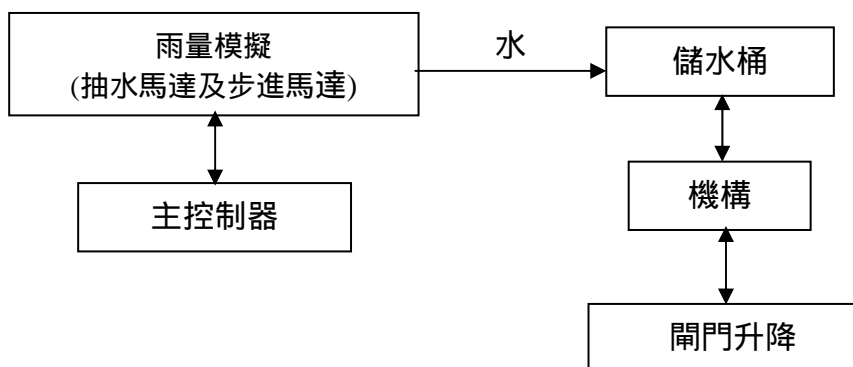 雨量模擬
(抽水馬達及步進馬達)
水
儲水桶
主控制器
機構
閘門升降